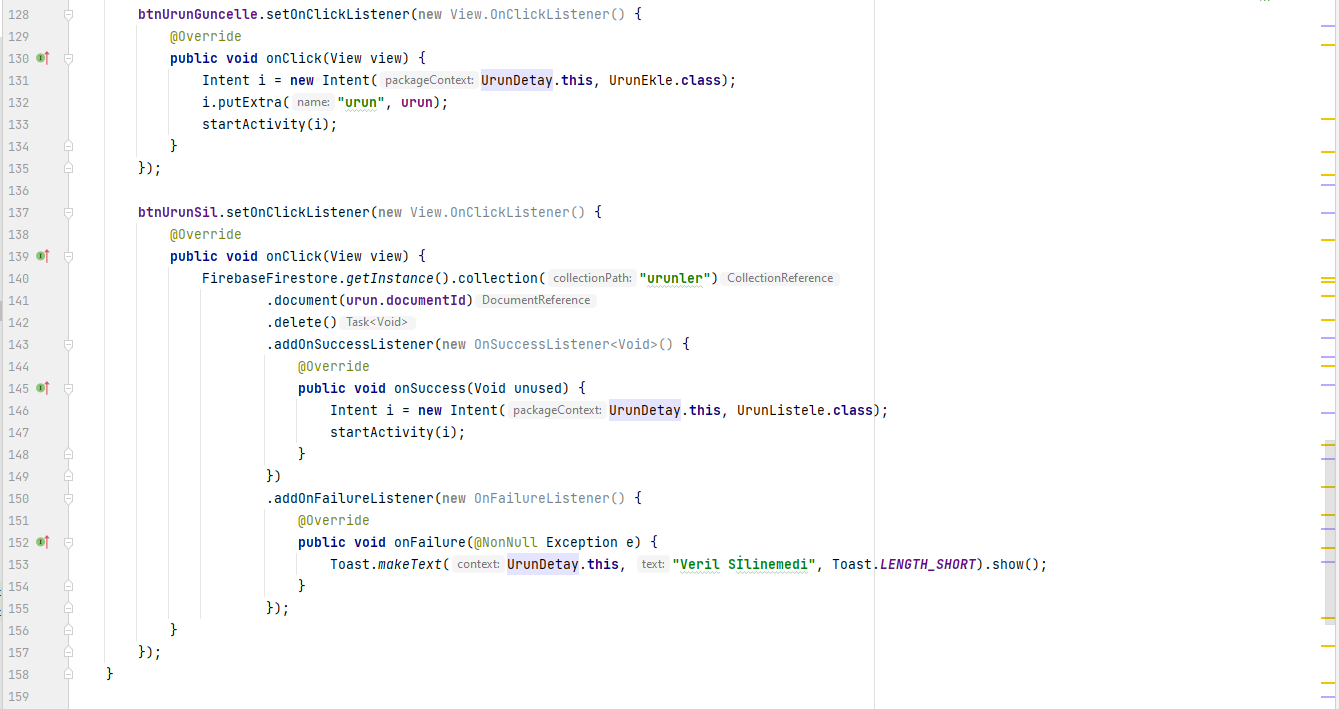 128 btnUrunGuncelle.setOnClickListener(new View.OnClickListener() {
129 @Override
130 public void onClick(View view) {
131 Intent i = new Intent( packageContext: UrunDetay.this, UrunEkle.class);
132 i.putExtra( name: "urun", urun);
133 startActivity(i);
134 }
135 });
136
137 btnUrunSil.setOnClickListener(new View.OnClickListener() {
138 @Override
139 public void onClick(View view) {
140 FirebaseFirestore.getInstance().collection( collectionPath: "urunler") CollectionReference
141 .document(urun.documentId) DocumentReference
142 .delete() Task<Void>
143 .addOnSuccessListener(new OnSuccessListener<Void>() {
144 @Override
145 public void onSuccess(Void unused) {
146 Intent i = new Intent( packageContext: UrunDetay.this, UrunListele.class);
147 startActivity(i);
148 }
149 })
150 .addOnFailureListener(new OnFailureListener() {
151 @Override
152 public void onFailure(@NonNull Exception e) {
153 Toast.makeText( context: UrunDetay.this, text: "Veril Sİlinemedi", Toast.LENGTH_SHORT).show();
154 }
155 });
156 }
157 });
158 }
159